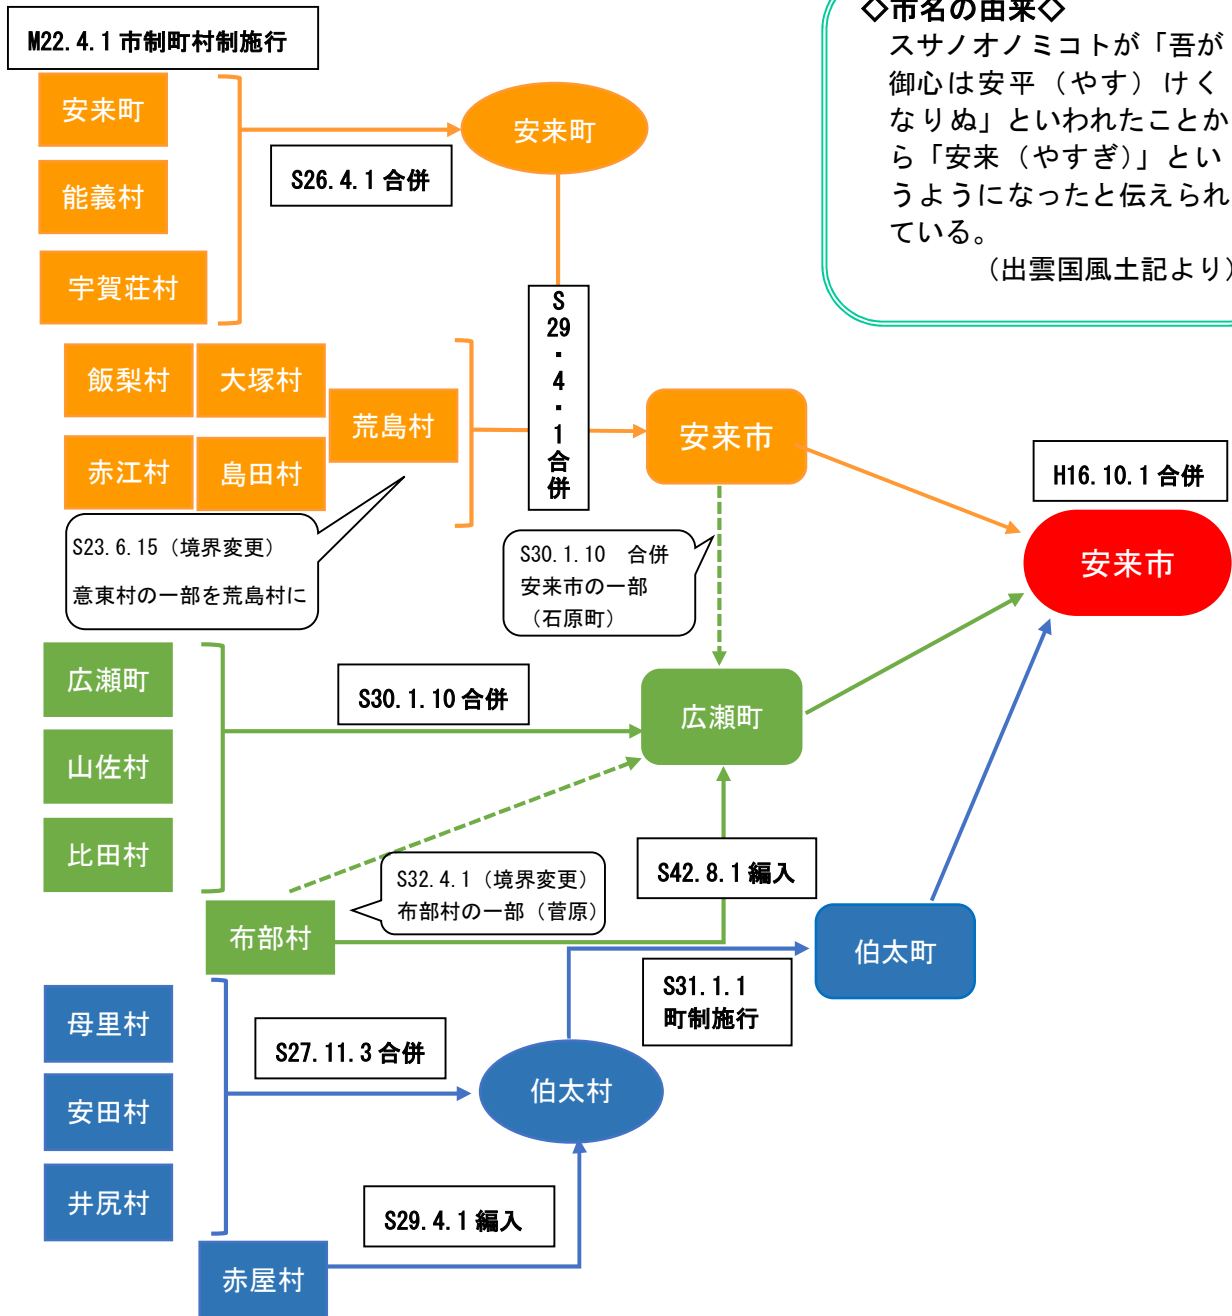 M22.4.1 市制町村制施行
◇市名の由来◇
スサノオノミコトが「吾が
御心は安平（やす）けく
なりぬ」といわれたことか
ら「安来（やすぎ）」とい
うようになったと伝えられ
ている。
（出雲国風土記より）
安来町
能義村
宇賀荘村
S26.4.1 合併
安来町
飯梨村
大塚村
赤江村
島田村
荒島村
S29・4・1合併
安来市
S23.6.15（境界変更）
意東村の一部を荒島村に
S30.1.10 合併
安来市の一部
（石原町）
H16.10.1 合併
安来市
広瀬町
山佐村
比田村
S30.1.10 合併
広瀬町
S32.4.1（境界変更）
布部村の一部（菅原）
布部村
S42.8.1 編入
母里村
安田村
井尻村
S27.11.3 合併
伯太村
S31.1.1
町制施行
伯太町
S29.4.1 編入
赤屋村